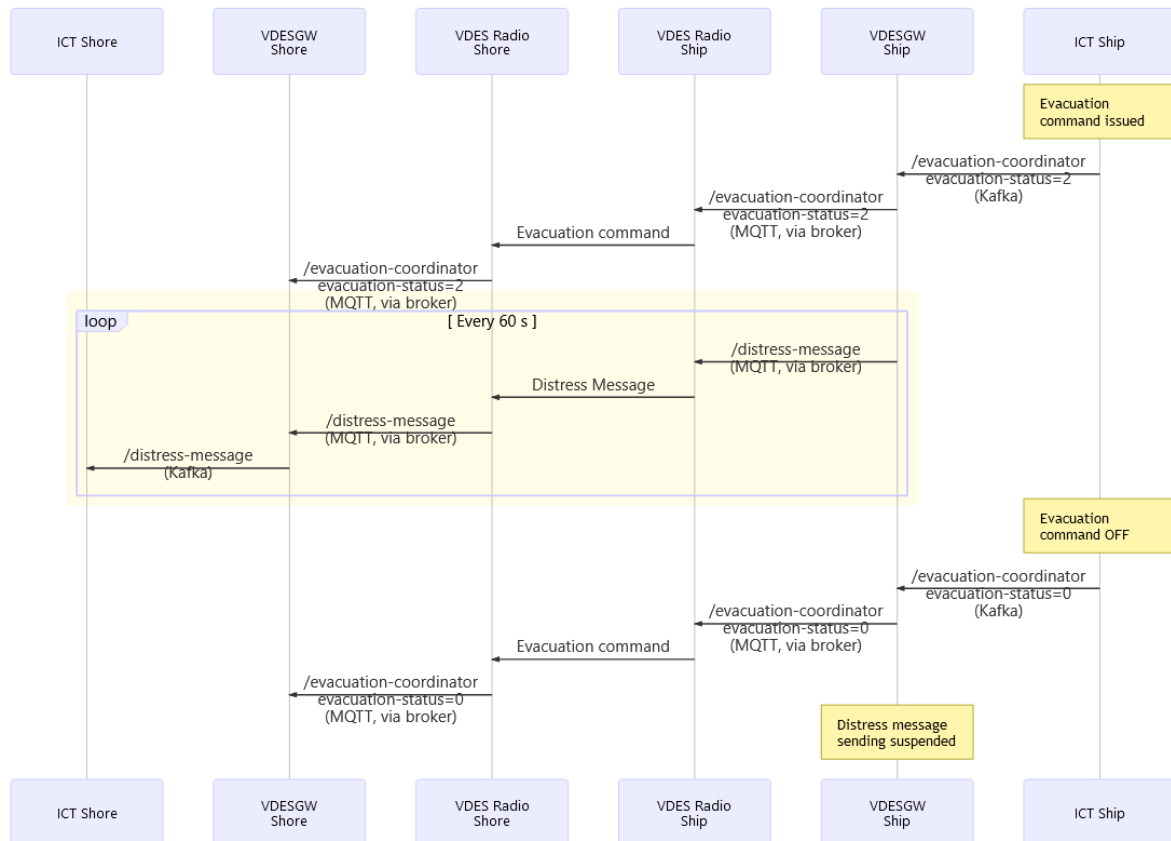 ICT Shore
VDESGW
Shore
VDES Radio
Shore
VDES Radio
Ship
VDESGW
Ship
ICT Ship
Evacuation
command issued
/evacuation-coordinator
evacuation-status=2
(Kafka)
/evacuation-coordinator
evacuation-status=2
(MQTT, via broker)
Evacuation command
/evacuation-coordinator
evacuation-status=2
(MQTT, via broker)
loop
[ Every 60 s ]
/distress-message
(MQTT, via broker)
Distress Message
/distress-message
(MQTT, via broker)
/distress-message
(Kafka)
Evacuation
command OFF
/evacuation-coordinator
evacuation-status=0
(Kafka)
/evacuation-coordinator
evacuation-status=0
(MQTT, via broker)
Evacuation command
/evacuation-coordinator
evacuation-status=0
(MQTT, via broker)
Distress message
sending suspended
ICT Shore
VDESGW
Shore
VDES Radio
Shore
VDES Radio
Ship
VDESGW
Ship
ICT Ship